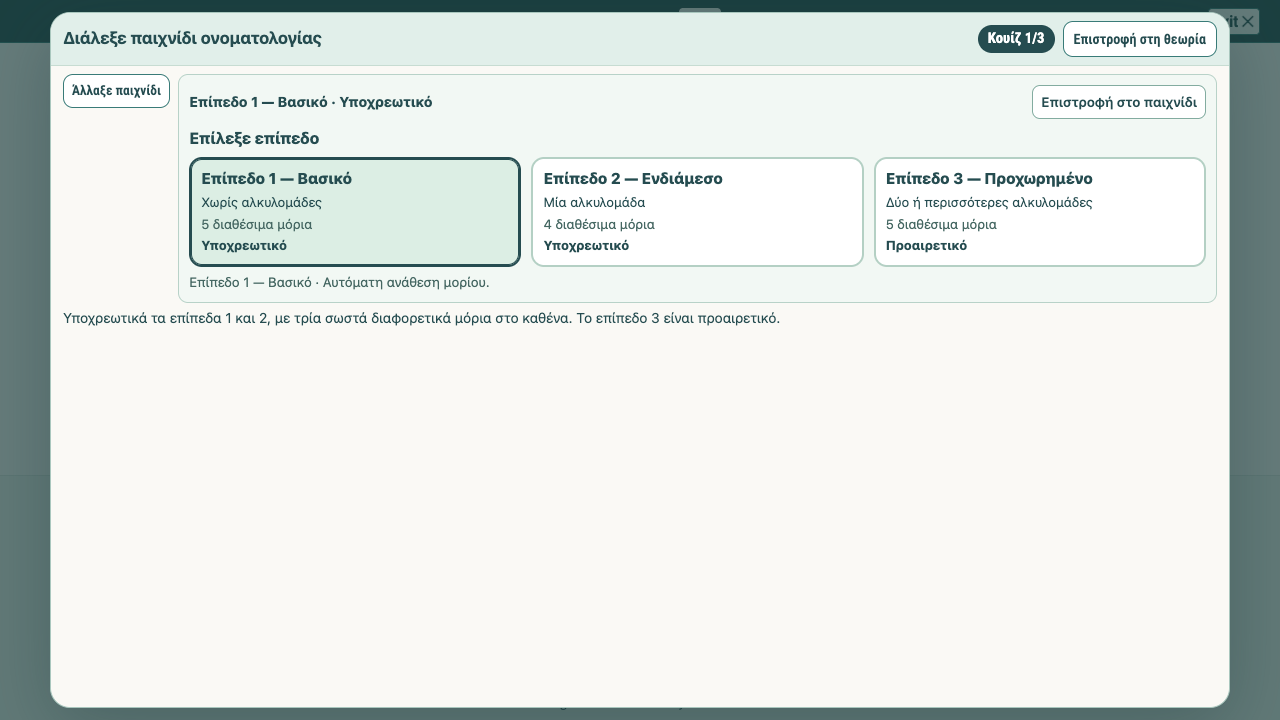 Διάλεξε παιχνίδι ονοματολογίας
Κουίζ 1/3
Επιστροφή στη θεωρία
Άλλαξε παιχνίδι
Επίπεδο 1 — Βασικό · Υποχρεωτικό
Επιστροφή στο παιχνίδι
Επίλεξε επίπεδο
Επίπεδο 1 — Βασικό
Χωρίς αλκυλομάδες
5 διαθέσιμα μόρια
Υποχρεωτικό
Επίπεδο 2 — Ενδιάμεσο
Μία αλκυλομάδα
4 διαθέσιμα μόρια
Υποχρεωτικό
Επίπεδο 3 — Προχωρημένο
Δύο ή περισσότερες αλκυλομάδες
5 διαθέσιμα μόρια
Προαιρετικό
Επίπεδο 1 — Βασικό · Αυτόματη ανάθεση μορίου.
Υποχρεωτικά τα επίπεδα 1 και 2, με τρία σωστά διαφορετικά μόρια στο καθένα. Το επίπεδο 3 είναι προαιρετικό.